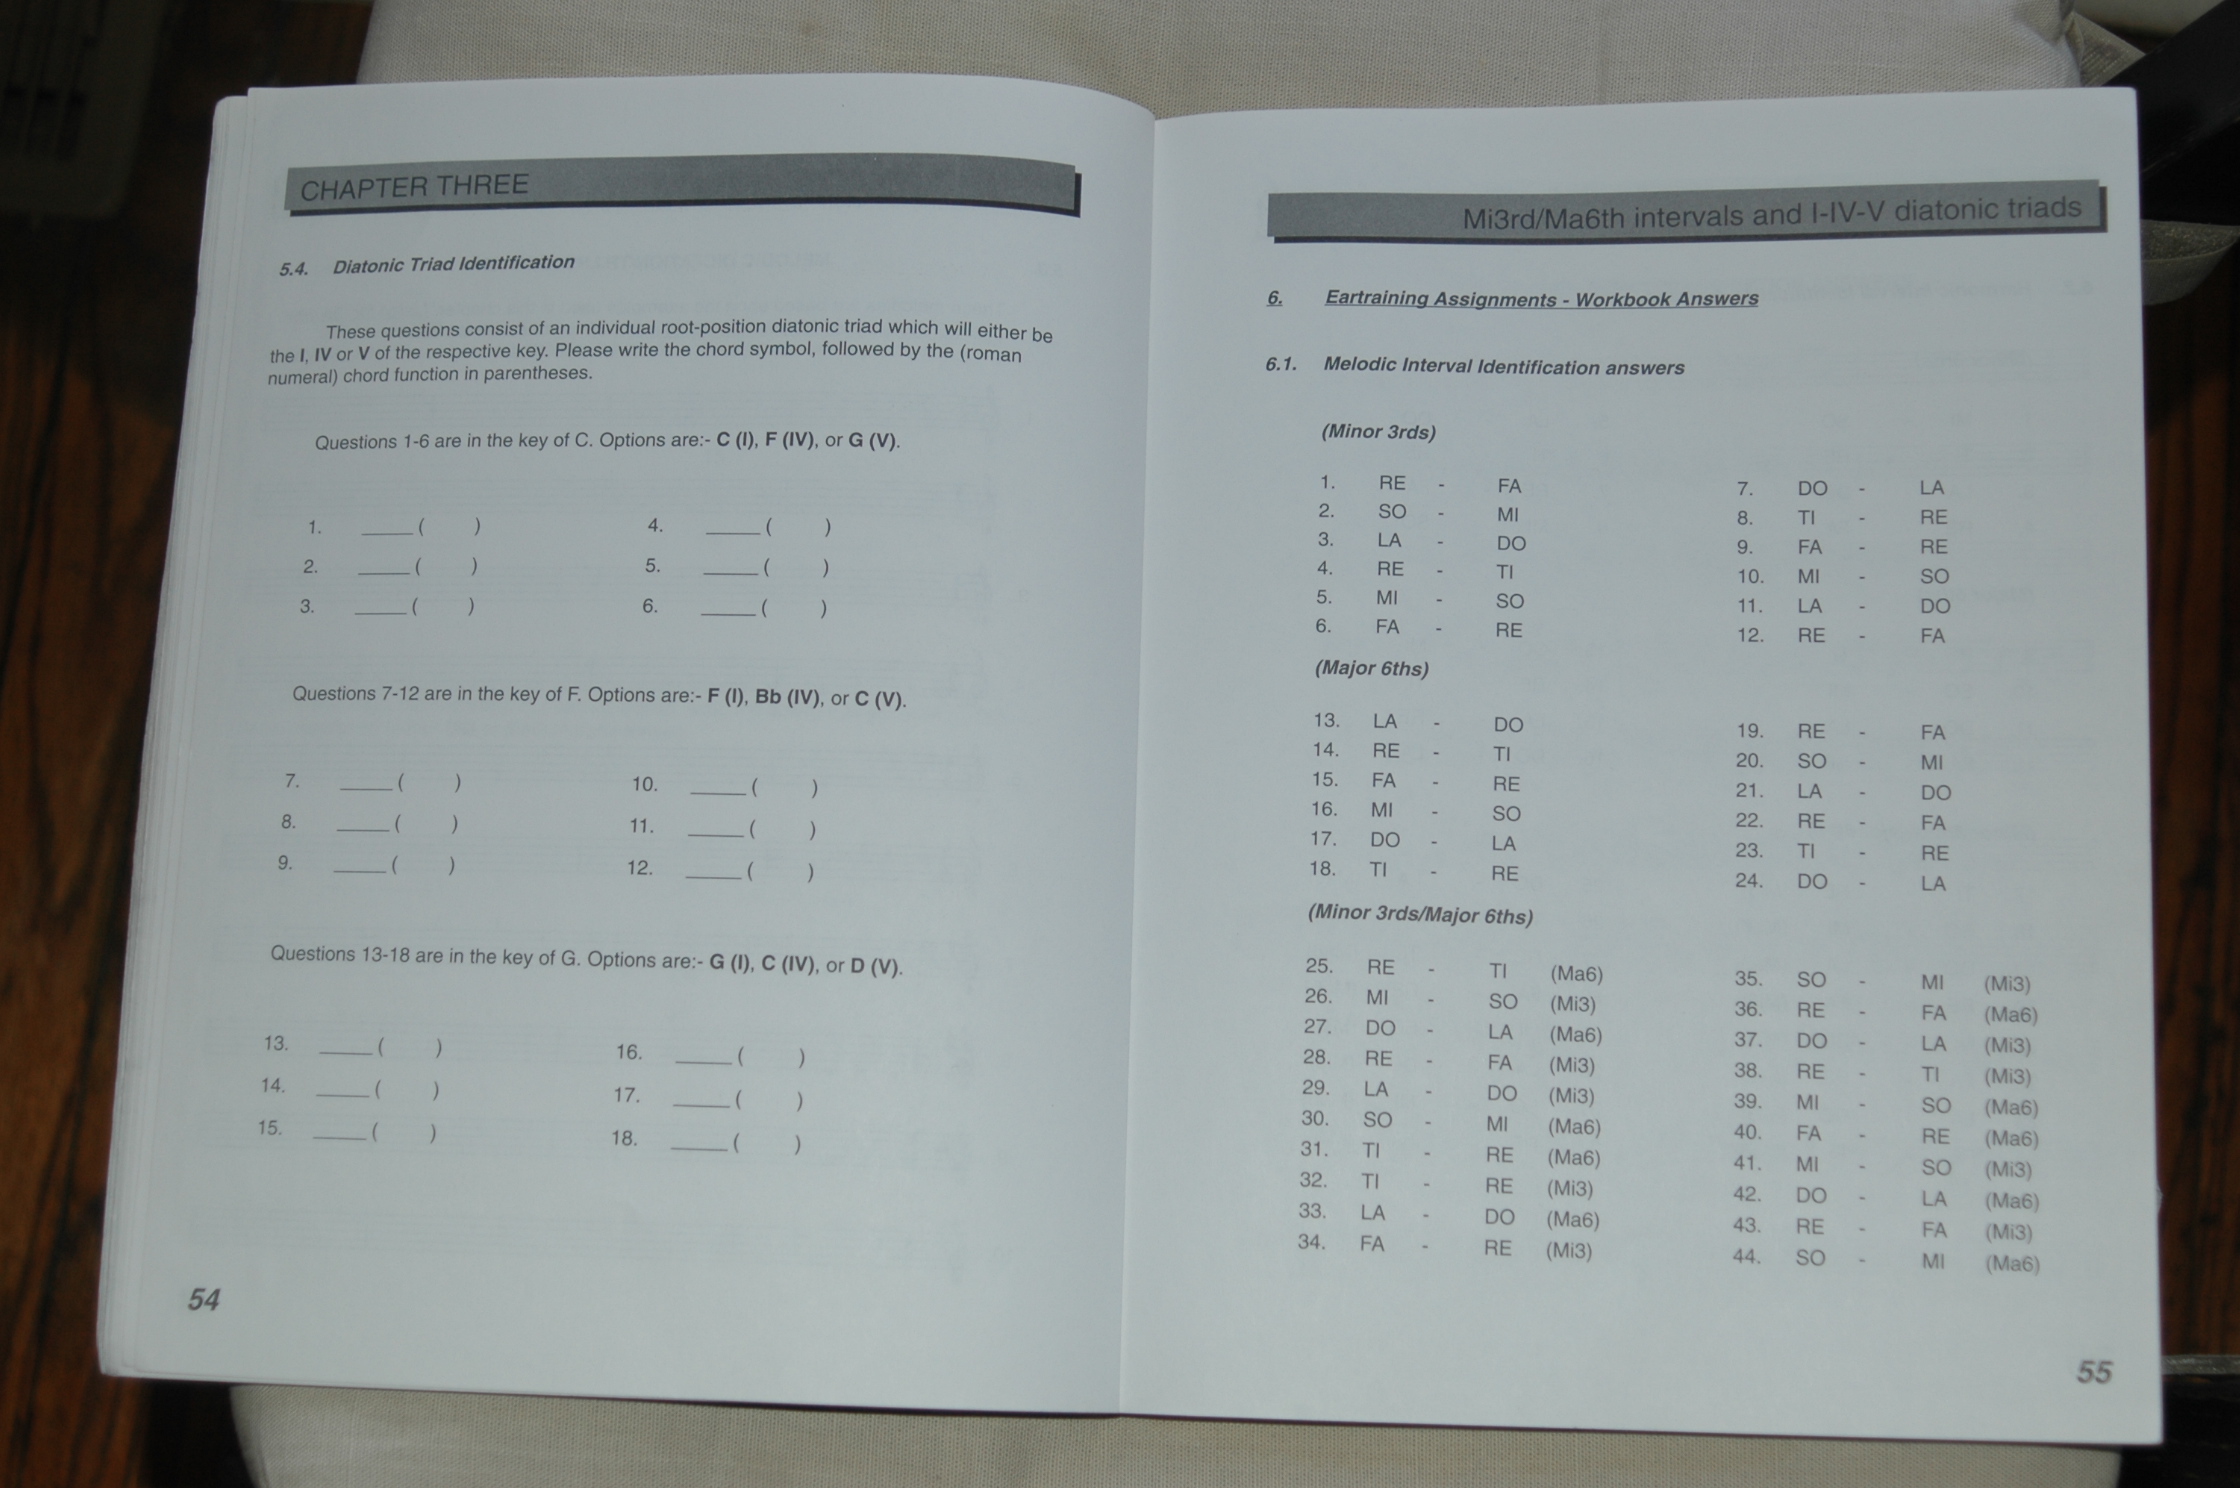 CHAPTER THREE
5.4. Diatonic Triad Identification
These questions consist of an individual root-position diatonic triad which will either be
the I, IV or V of the respective key. Please write the chord symbol, followed by the (roman
numeral) chord function in parentheses.
Questions 1-6 are in the key of C. Options are:- C (I), F (IV), or G (V).
1. ____ ( ) 4. ____ ( )
2. ____ ( ) 5. ____ ( )
3. ____ ( ) 6. ____ ( )
Questions 7-12 are in the key of F. Options are:- F (I), Bb (IV), or C (V).
7. ____ ( ) 10. ____ ( )
8. ____ ( ) 11. ____ ( )
9. ____ ( ) 12. ____ ( )
Questions 13-18 are in the key of G. Options are:- G (I), C (IV), or D (V).
13. ____ ( ) 16. ____ ( )
14. ____ ( ) 17. ____ ( )
15. ____ ( ) 18. ____ ( )
54
Mi3rd/Ma6th intervals and I-IV-V diatonic triads
6. Eartraining Assignments - Workbook Answers
6.1. Melodic Interval Identification answers
(Minor 3rds)
1. RE - FA 7. DO - LA
2. SO - MI 8. TI - RE
3. LA - DO 9. FA - RE
4. RE - TI 10. MI - SO
5. MI - SO 11. LA - DO
6. FA - RE 12. RE - FA
(Major 6ths)
13. LA - DO 19. RE - FA
14. RE - TI 20. SO - MI
15. FA - RE 21. LA - DO
16. MI - SO 22. RE - FA
17. DO - LA 23. TI - RE
18. TI - RE 24. DO - LA
(Minor 3rds/Major 6ths)
25. RE - TI (Ma6) 35. SO - MI (Mi3)
26. MI - SO (Mi3) 36. RE - FA (Ma6)
27. DO - LA (Ma6) 37. DO - LA (Mi3)
28. RE - FA (Mi3) 38. RE - TI (Mi3)
29. LA - DO (Mi3) 39. MI - SO (Ma6)
30. SO - MI (Ma6) 40. FA - RE (Ma6)
31. TI - RE (Ma6) 41. MI - SO (Mi3)
32. TI - RE (Mi3) 42. DO - LA (Ma6)
33. LA - DO (Ma6) 43. RE - FA (Mi3)
34. FA - RE (Mi3) 44. SO - MI (Ma6)
55